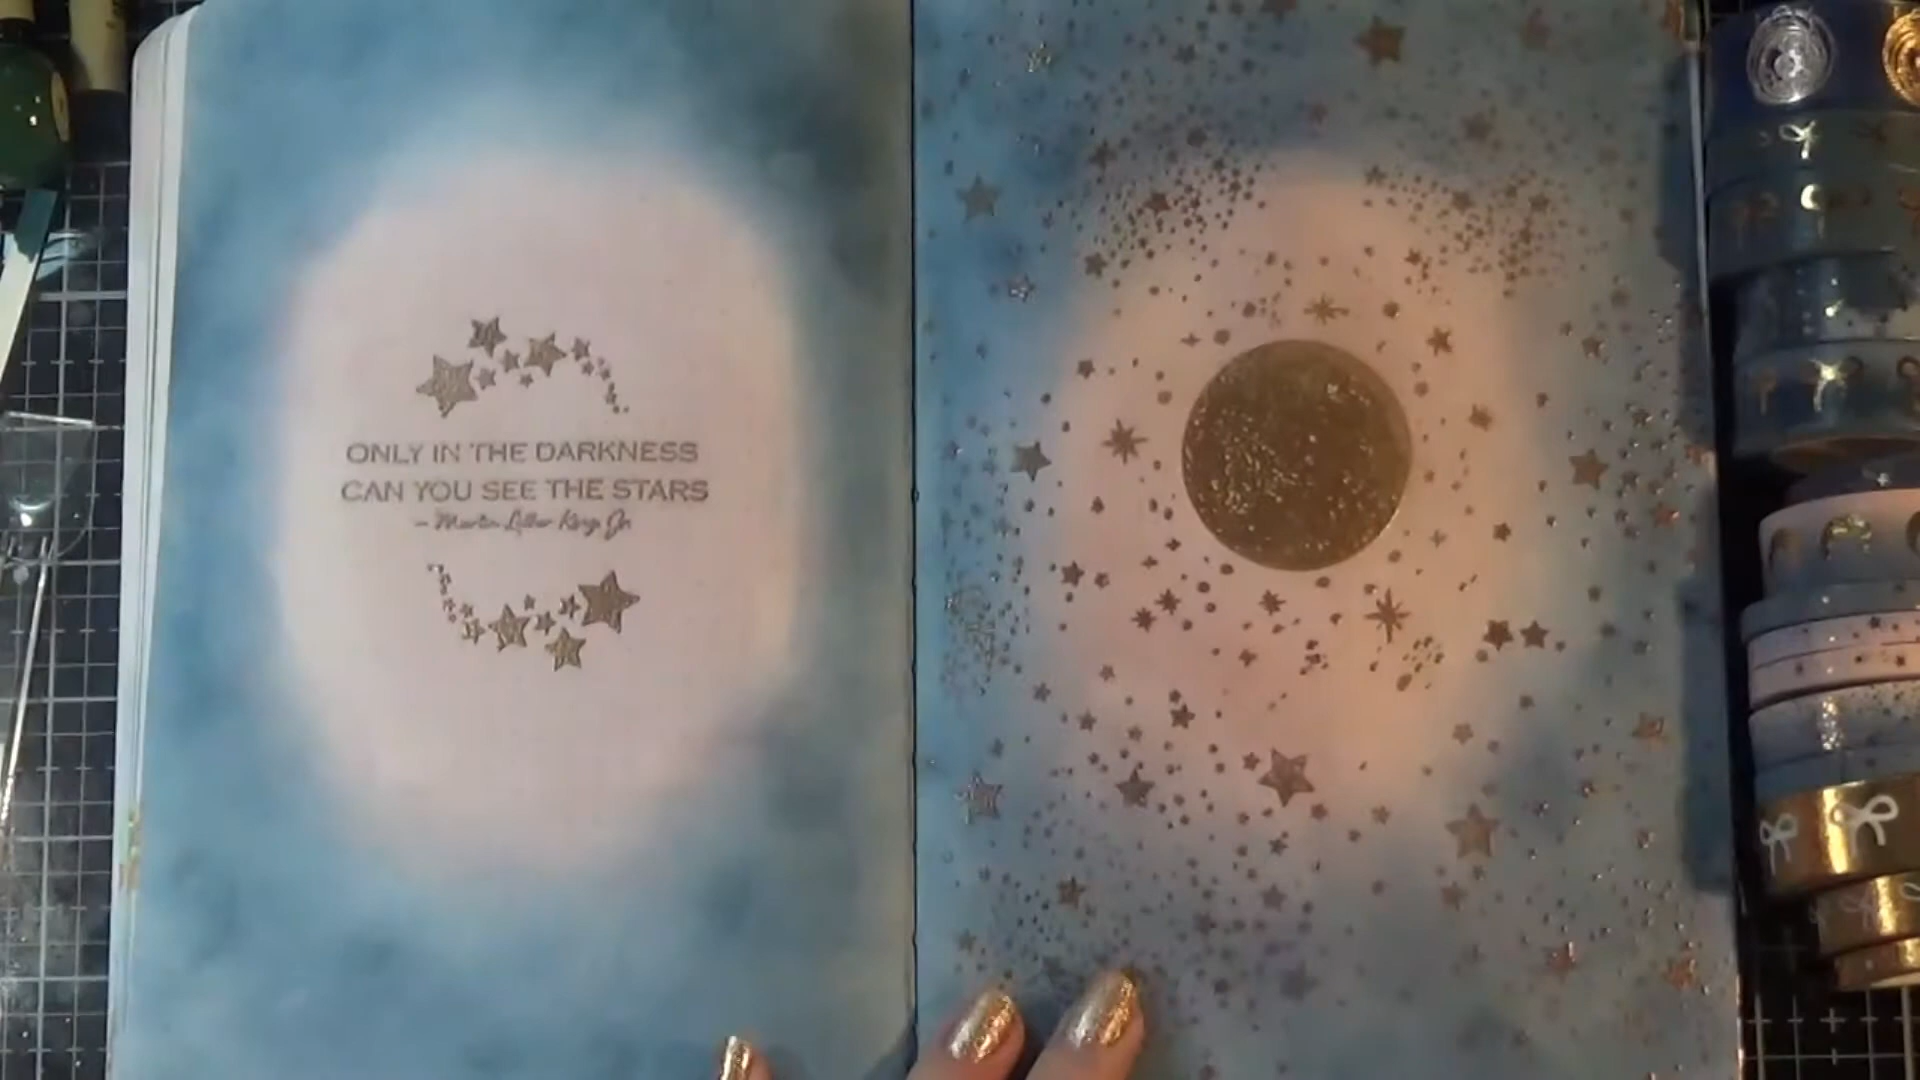 ONLY IN THE DARKNESS
CAN YOU SEE THE STARS
– Martin Luther King Jr.